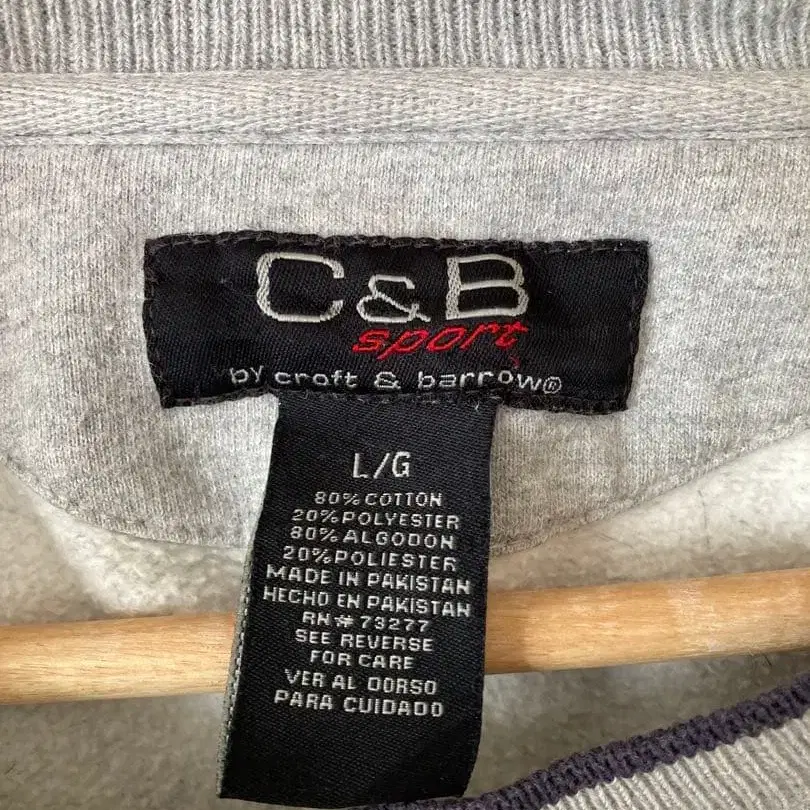 C&B
sport
by croft & barrow®
L/G
80% COTTON
20% POLYESTER
80% ALGODON
20% POLIESTER
MADE IN PAKISTAN
HECHO EN PAKISTAN
RN# 73277
SEE REVERSE
FOR CARE
VER AL DORSO
PARA CUIDADO